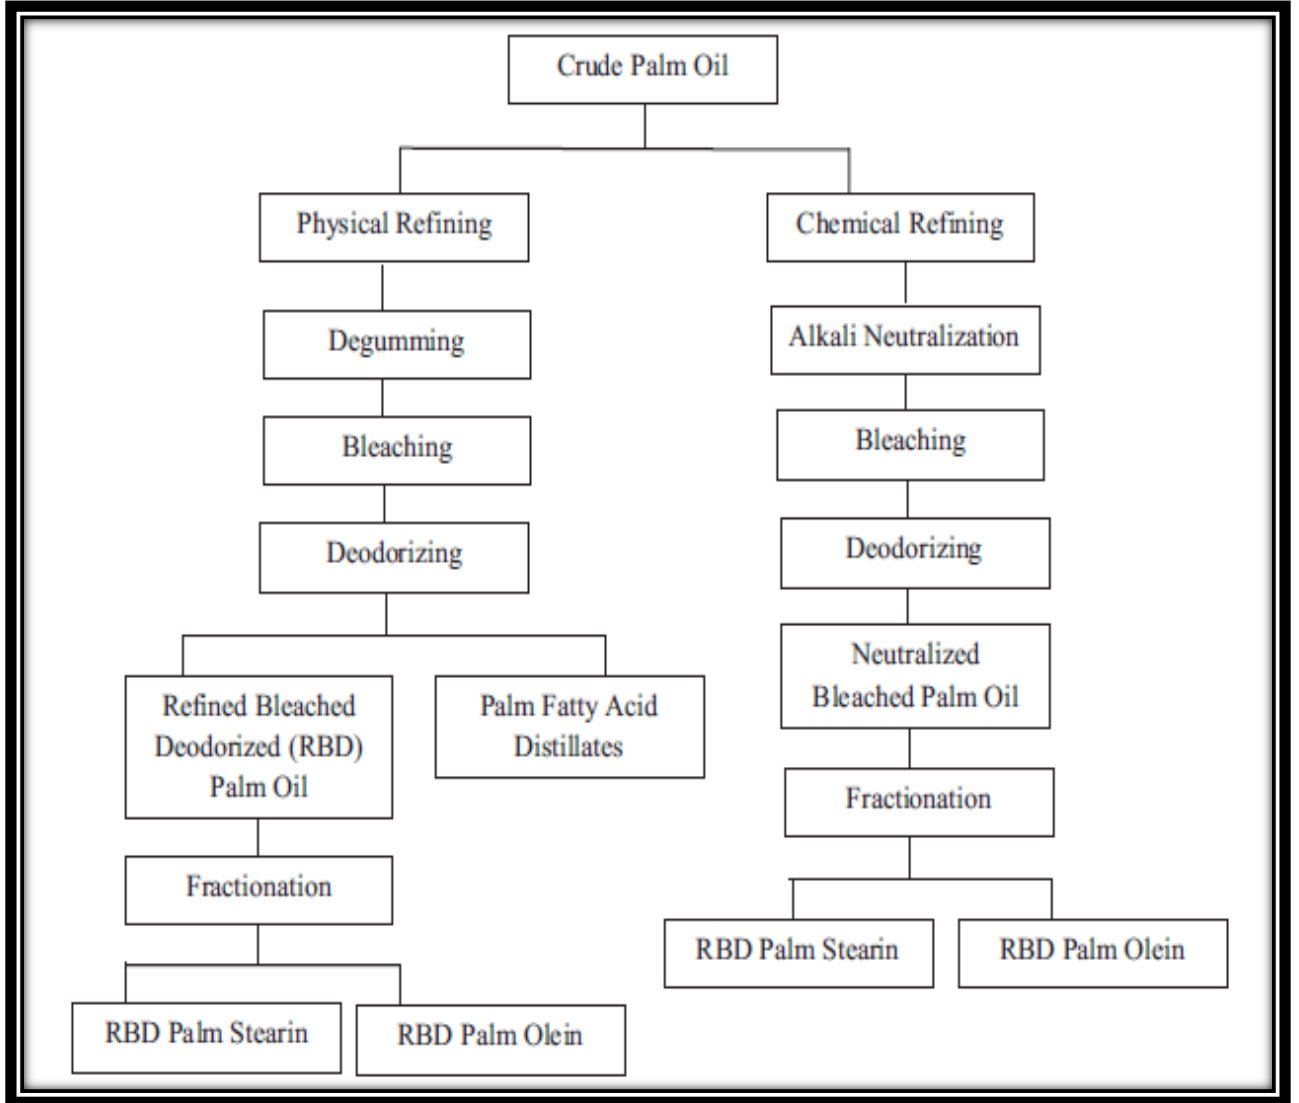 Crude Palm Oil
Physical Refining
Chemical Refining
Degumming
Alkali Neutralization
Bleaching
Bleaching
Deodorizing
Deodorizing
Refined Bleached
Deodorized (RBD)
Palm Oil
Palm Fatty Acid
Distillates
Neutralized
Bleached Palm Oil
Fractionation
Fractionation
RBD Palm Stearin
RBD Palm Olein
RBD Palm Stearin
RBD Palm Olein